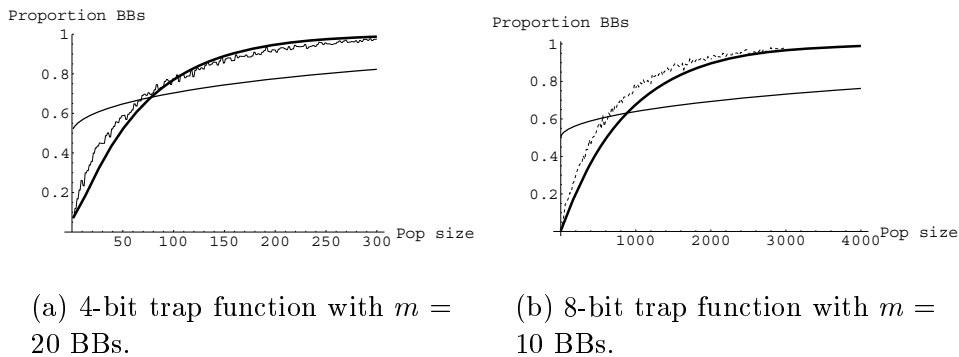 Proportion BBs
1
0.8
0.6
0.4
0.2
50 100 150 200 250 300 Pop size
(a) 4-bit trap function with m =
20 BBs.
Proportion BBs
1
0.8
0.6
0.4
0.2
1000 2000 3000 4000 Pop size
(b) 8-bit trap function with m =
10 BBs.